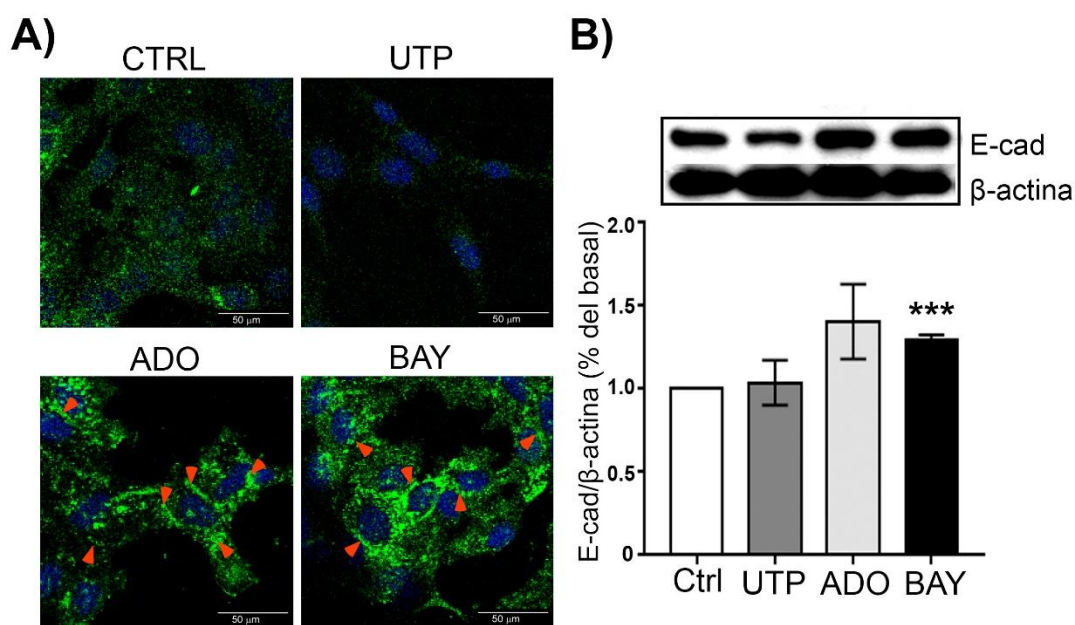 A)
CTRL
UTP
50 µm
50 µm
ADO
BAY
50 µm
50 µm
B)
E-cad
β-actina
E-cad/β-actina (% del basal)
2.0
1.5
1.0
0.5
0
***
Ctrl
UTP
ADO
BAY